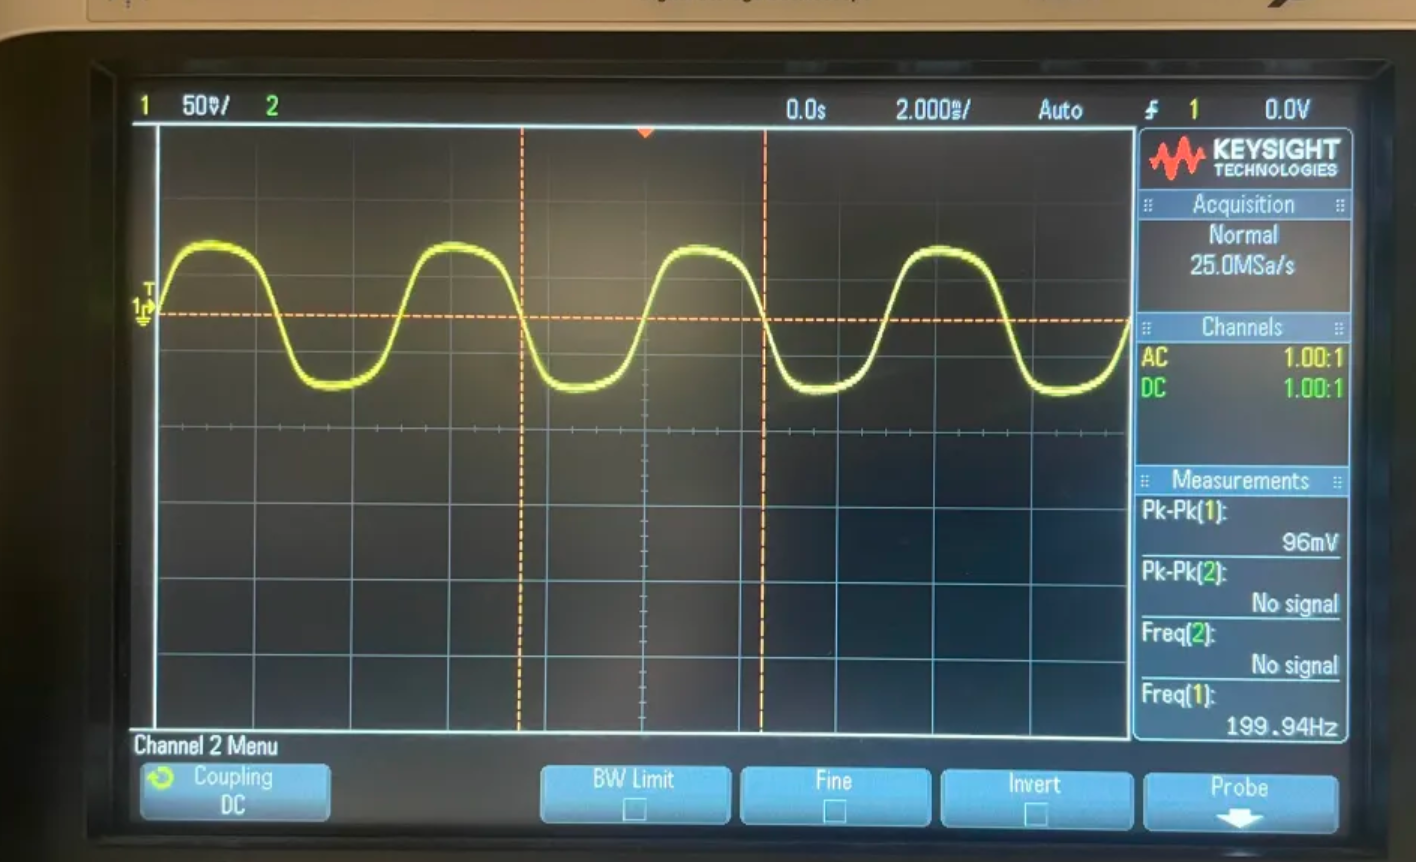 1 50mV/ 2 0.0s 2.000ms/ Auto 1 0.0V
KEYSIGHT
TECHNOLOGIES
Acquisition
Normal
25.0MSa/s
T
1
Channels
AC 1.00:1
DC 1.00:1
Measurements
Pk-Pk(1):
96mV
Pk-Pk(2):
No signal
Freq(2):
No signal
Freq(1):
199.94Hz
Channel 2 Menu
Coupling
DC
BW Limit
Fine
Invert
Probe